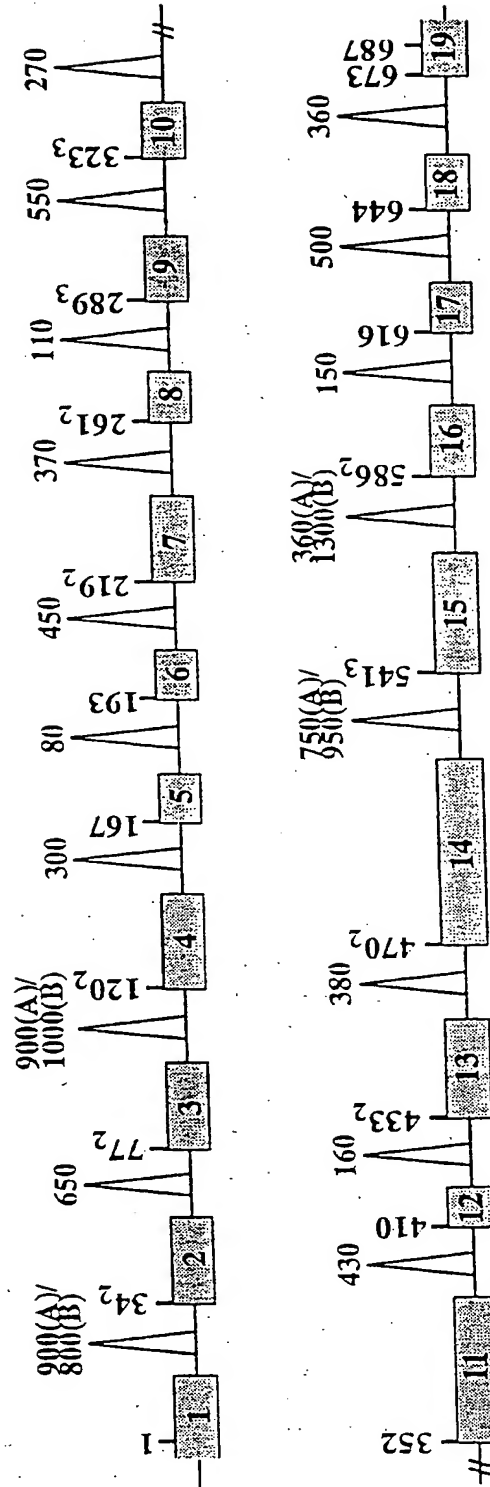 900(A)/ 900(A)/
800(B) 650 1000(B) 300 80 450 370 110 550 270
1 34₂ 77₂ 120₂ 167 193 219₂ 261₂ 289₃ 323₃
1 2 3 4 5 6 7 8 9 10
750(A)/ 360(A)/
430 160 380 950(B) 1300(B) 150 500 360
352 410 433₂ 470₂ 541₃ 586₂ 616 644 673 687
11 12 13 14 15 16 17 18 19